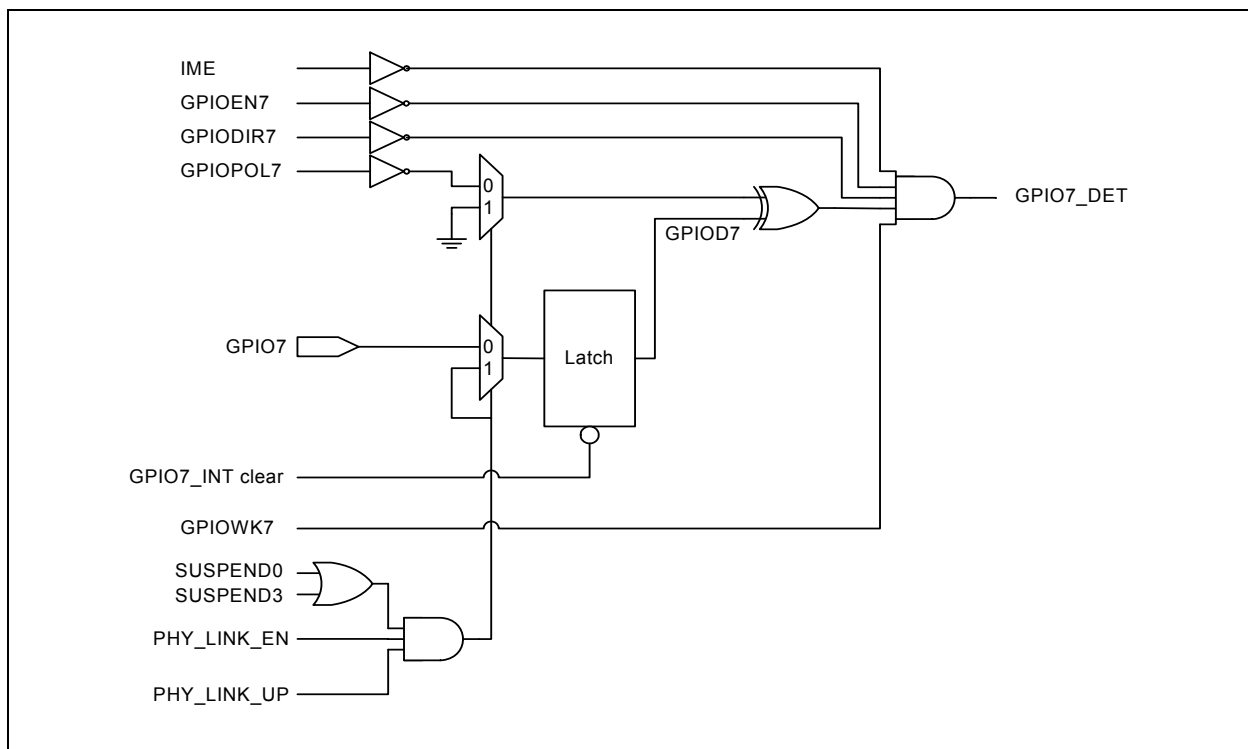 IME
GPIOEN7
GPIODIR7
GPIOPOL7
0
1
GPIO7_DET
GPIOD7
GPIO7
0
1
Latch
GPIO7_INT clear
GPIOWK7
SUSPEND0
SUSPEND3
PHY_LINK_EN
PHY_LINK_UP